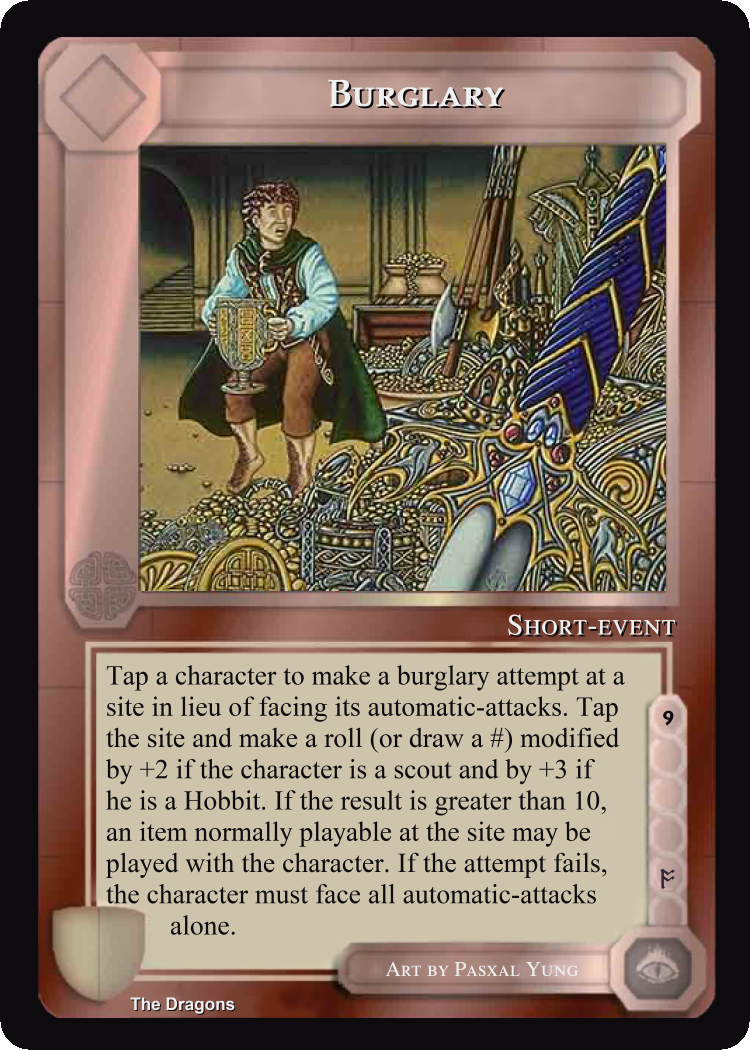 Burglary
Short-event
Tap a character to make a burglary attempt at a
site in lieu of facing its automatic-attacks. Tap
the site and make a roll (or draw a #) modified
by +2 if the character is a scout and by +3 if
he is a Hobbit. If the result is greater than 10,
an item normally playable at the site may be
played with the character. If the attempt fails,
the character must face all automatic-attacks
alone.
9
ᚩ
Art by Pasxal Yung
The Dragons